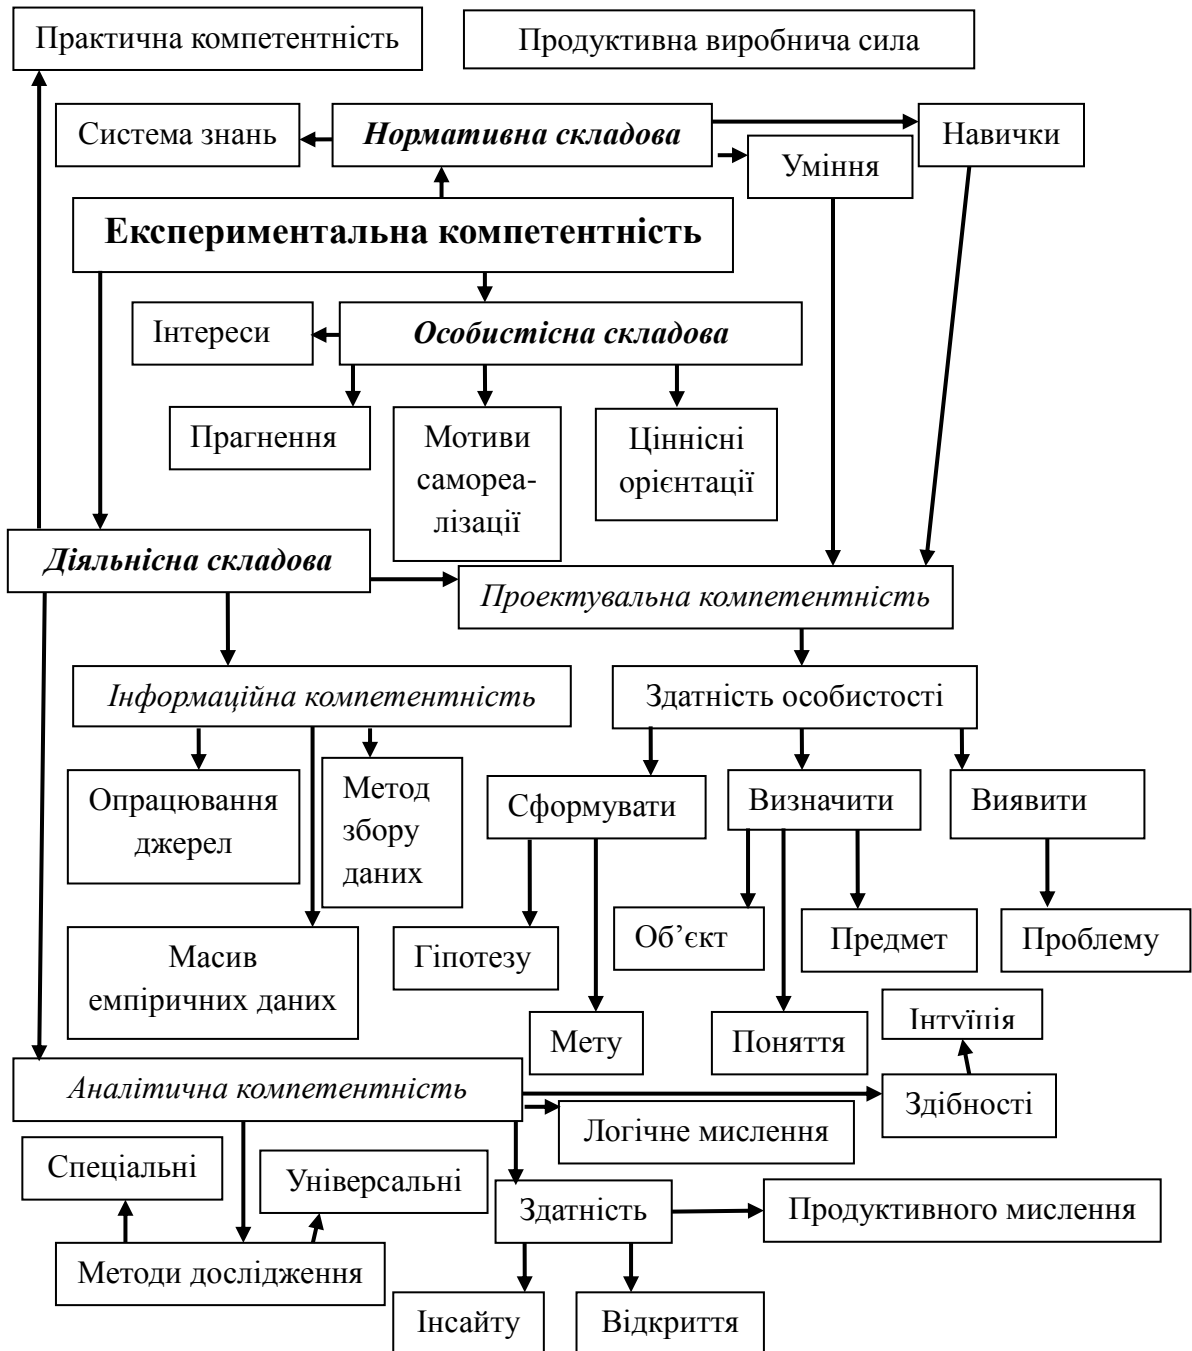 Практична компетентність
Продуктивна виробнича сила
Система знань
Нормативна складова
Навички
Уміння
Експериментальна компетентність
Інтереси
Особистісна складова
Прагнення
Мотиви
самореа-
лізації
Ціннісні
орієнтації
Діяльнісна складова
Проектувальна компетентність
Інформаційна компетентність
Здатність особистості
Опрацювання
джерел
Метод
збору
даних
Сформувати
Визначити
Виявити
Масив
емпіричних даних
Гіпотезу
Об’єкт
Предмет
Проблему
Мету
Поняття
Інтуїція
Аналітична компетентність
Здібності
Логічне мислення
Спеціальні
Універсальні
Здатність
Продуктивного мислення
Методи дослідження
Інсайту
Відкриття